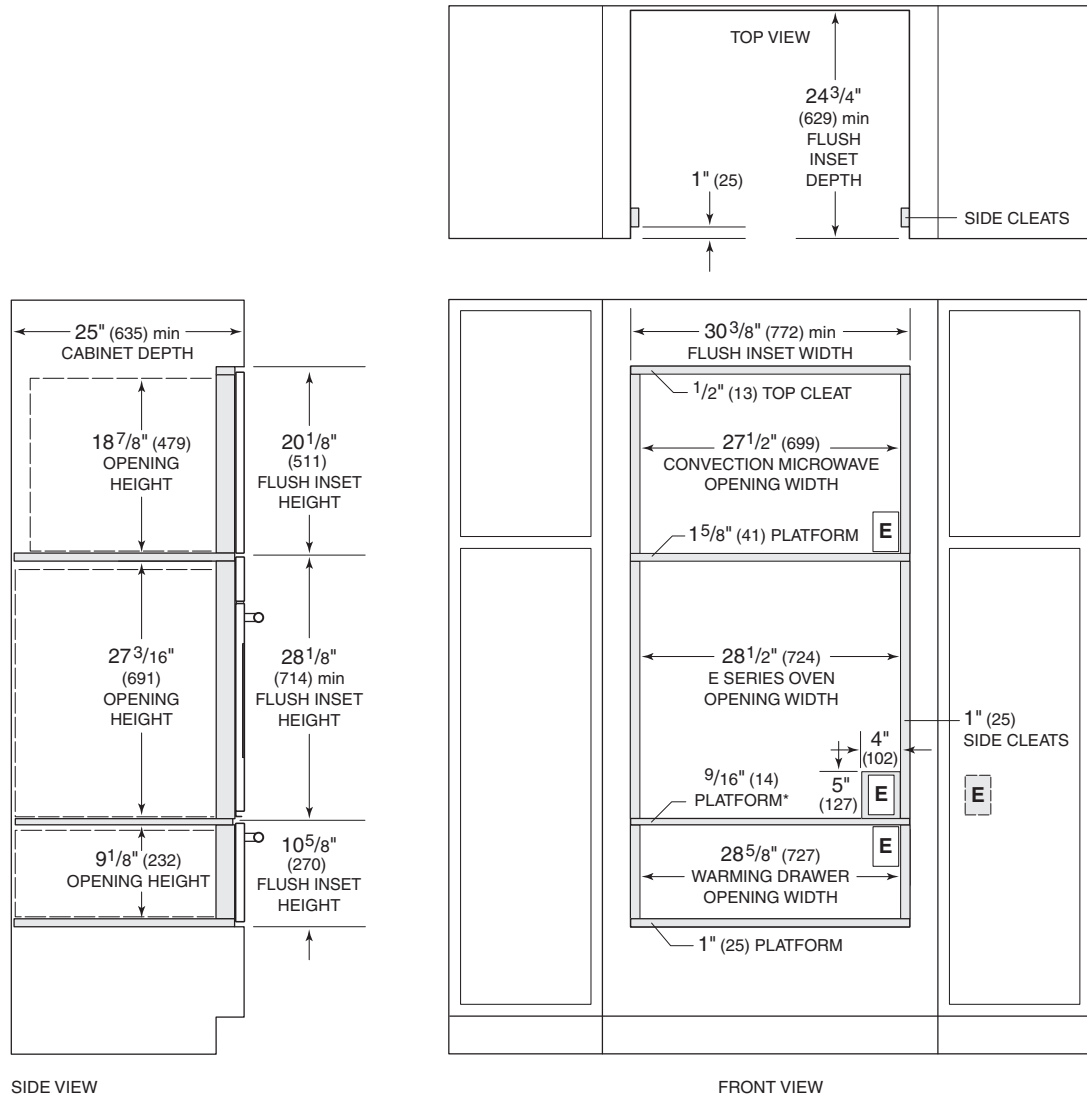 TOP VIEW
24 3/4"
(629) min
FLUSH
INSET
DEPTH
1" (25)
SIDE CLEATS
25" (635) min
CABINET DEPTH
18 7/8" (479)
OPENING
HEIGHT
20 1/8"
(511)
FLUSH INSET
HEIGHT
27 3/16"
(691)
OPENING
HEIGHT
28 1/8"
(714) min
FLUSH INSET
HEIGHT
9 1/8" (232)
OPENING HEIGHT
10 5/8"
(270)
FLUSH INSET
HEIGHT
SIDE VIEW
30 3/8" (772) min
FLUSH INSET WIDTH
1/2" (13) TOP CLEAT
27 1/2" (699)
CONVECTION MICROWAVE
OPENING WIDTH
E
1 5/8" (41) PLATFORM
28 1/2" (724)
E SERIES OVEN
OPENING WIDTH
1" (25)
SIDE CLEATS
4"
(102)
9/16" (14)
PLATFORM*
5"
(127)
E
E
E
28 5/8" (727)
WARMING DRAWER
OPENING WIDTH
1" (25) PLATFORM
FRONT VIEW